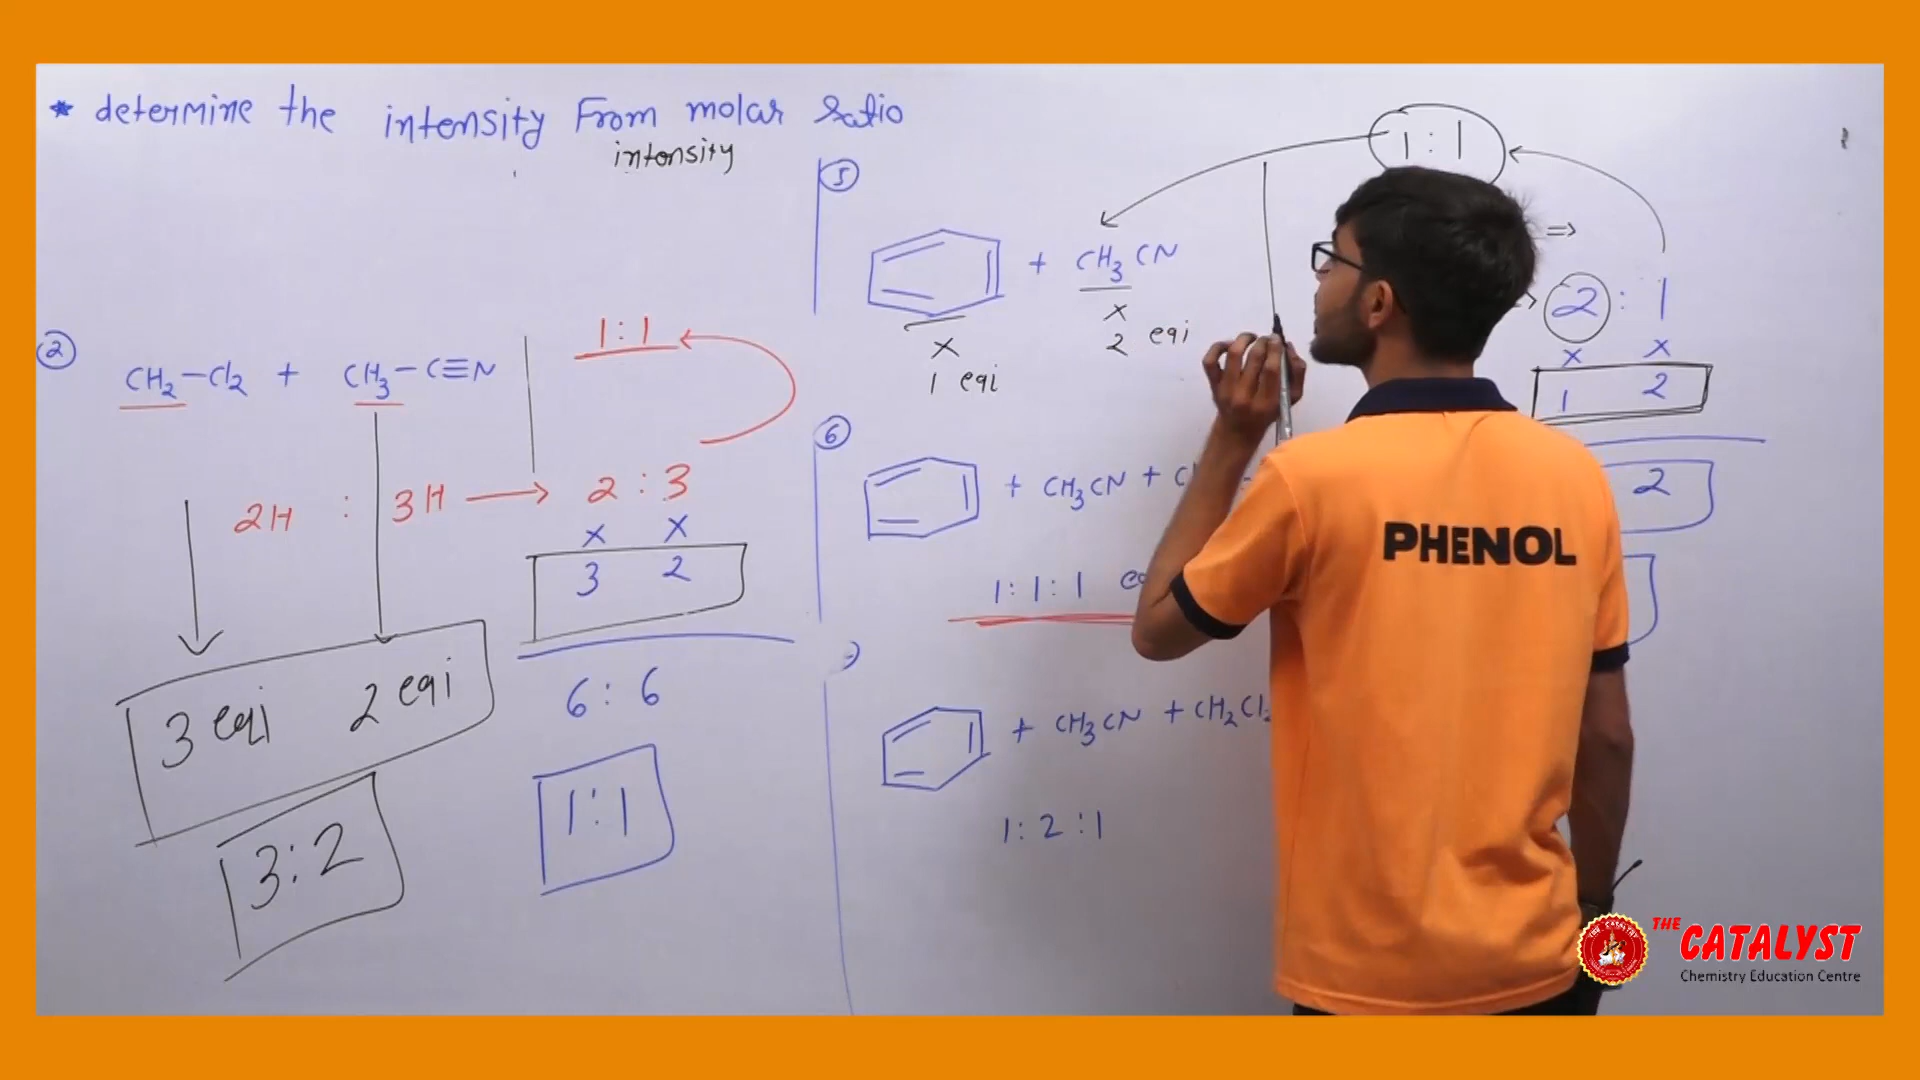 * determine the intensity From molar Ratio
intensity
②
CH2-Cl2 + CH3-C≡N
2H : 3H → 2 : 3
1:1
x x
3 2
6:6
1:1
3 eqi 2 eqi
3:2
5
+ CH3CN
x
1 eqi
x
2 eqi
1:1
⇒
2 : 1
x x
1 2
2
6
+ CH3CN +
1:1:1
+ CH3CN + CH2Cl2
1:2:1
PHENOL
THE CATALYST
Chemistry Education Centre